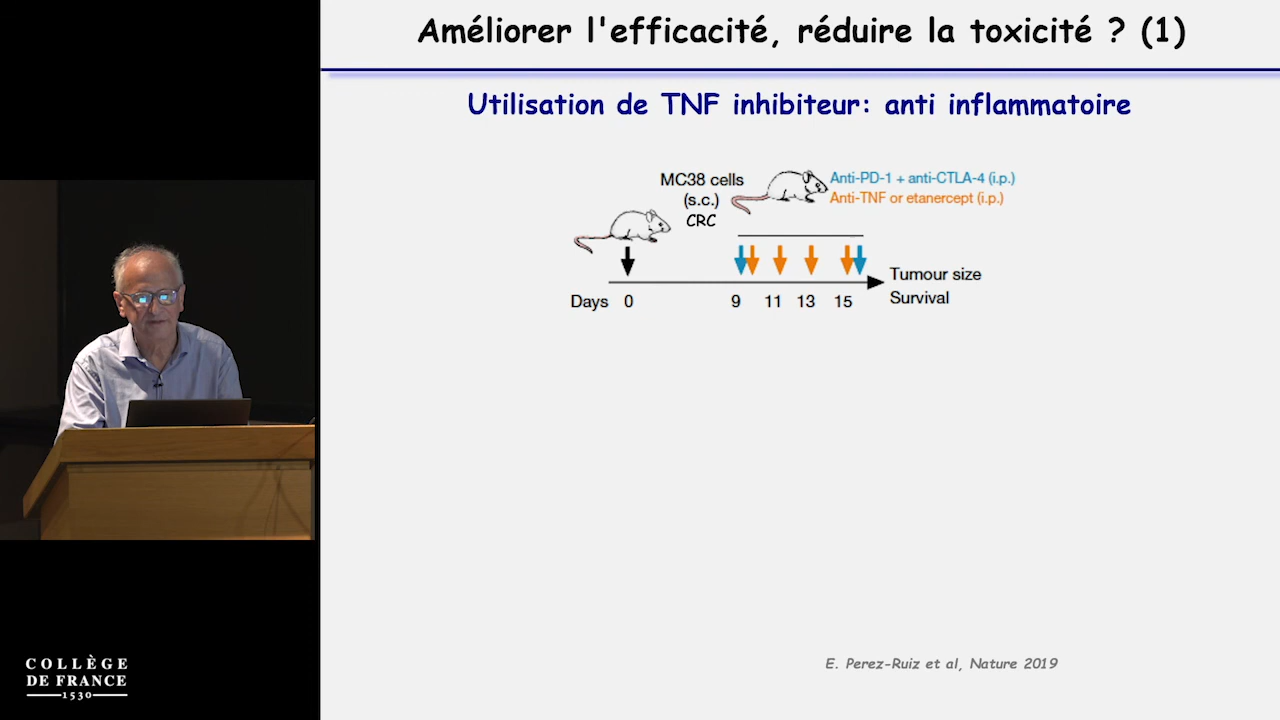 Améliorer l'efficacité, réduire la toxicité ? (1)
Utilisation de TNF inhibiteur: anti inflammatoire
MC38 cells
(s.c.)
CRC
Anti-PD-1 + anti-CTLA-4 (i.p.)
Anti-TNF or etanercept (i.p.)
Days 0 9 11 13 15
Tumour size
Survival
E. Perez-Ruiz et al, Nature 2019
COLLÈGE
DE FRANCE
1530